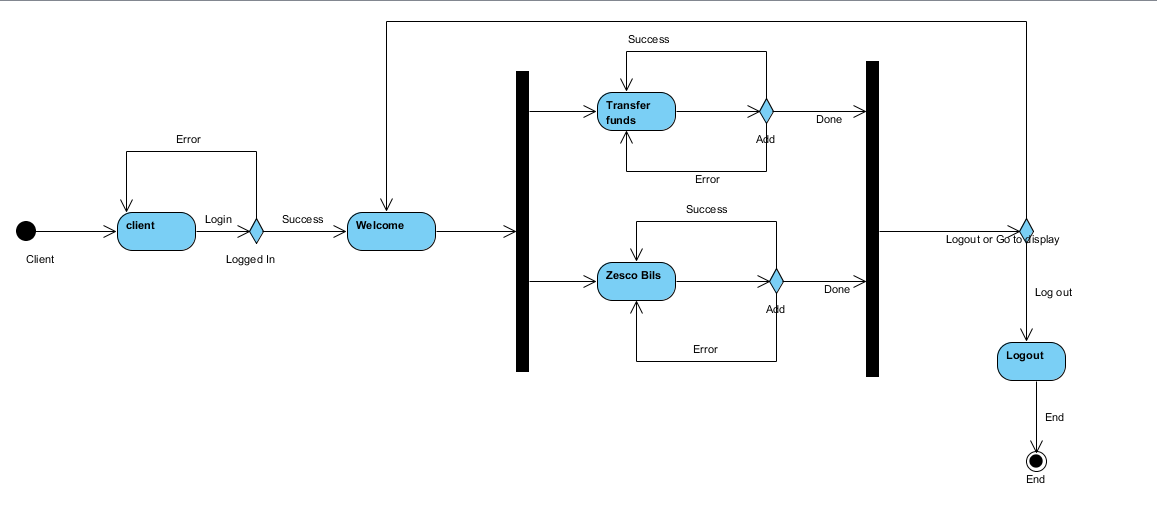 Success
Transfer
funds
Done
Add
Error
Error
client
Login
Success
Welcome
Client
Logged In
Success
Zesco Bils
Done
Add
Error
Logout or Go to display
Log out
Logout
End
End